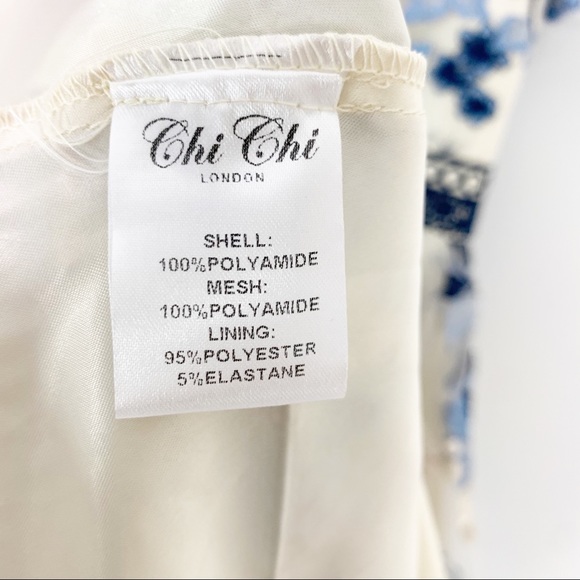 Chi Chi
LONDON
SHELL:
100%POLYAMIDE
MESH:
100%POLYAMIDE
LINING:
95%POLYESTER
5%ELASTANE